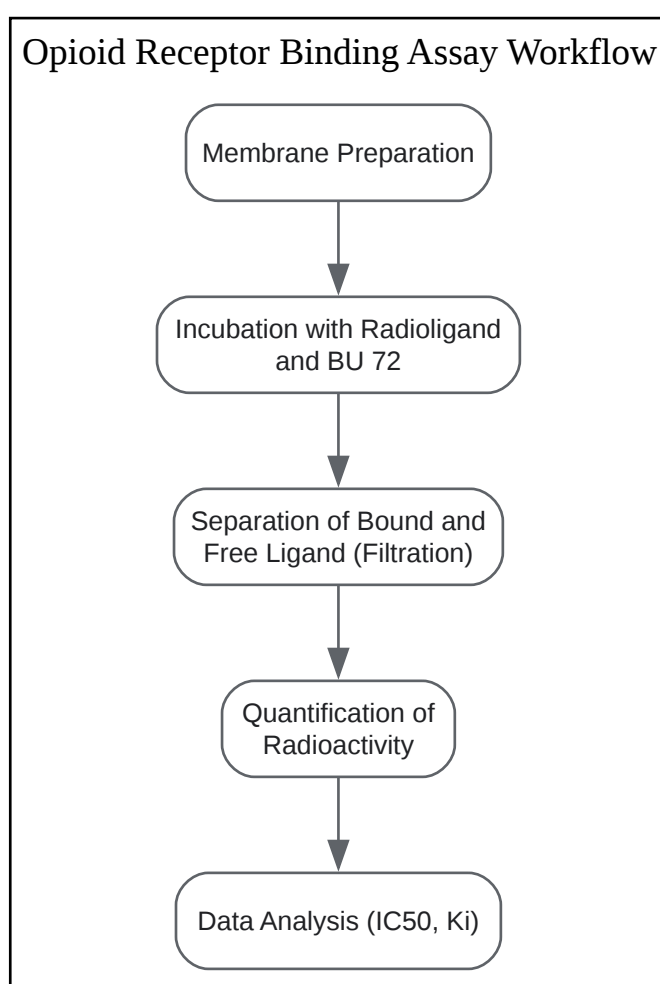 Opioid Receptor Binding Assay Workflow
Membrane Preparation
Incubation with Radioligand
and BU 72
Separation of Bound and
Free Ligand (Filtration)
Quantification of
Radioactivity
Data Analysis (IC50, Ki)